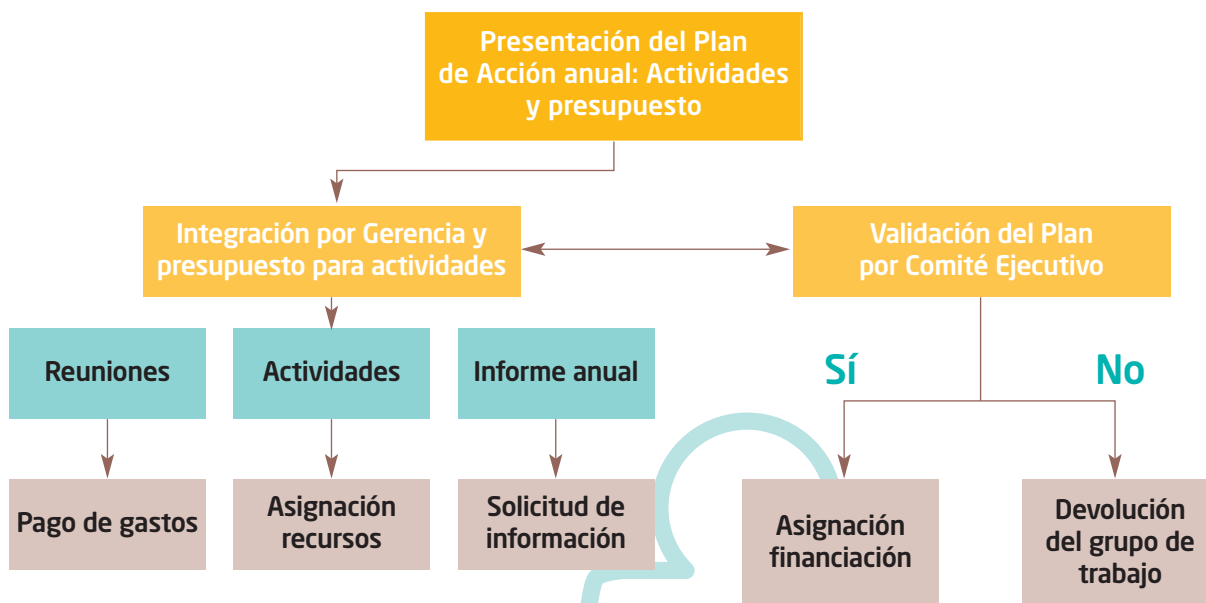 Presentación del Plan
de Acción anual: Actividades
y presupuesto
Integración por Gerencia y
presupuesto para actividades
Validación del Plan
por Comité Ejecutivo
Reuniones
Actividades
Informe anual
Sí
No
Pago de gastos
Asignación
recursos
Solicitud de
información
Asignación
financiación
Devolución
del grupo de
trabajo